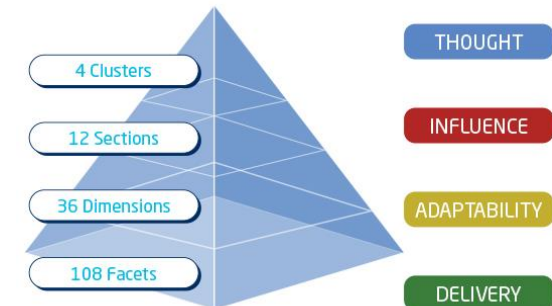 4 Clusters
THOUGHT
12 Sections
INFLUENCE
36 Dimensions
ADAPTABILITY
108 Facets
DELIVERY